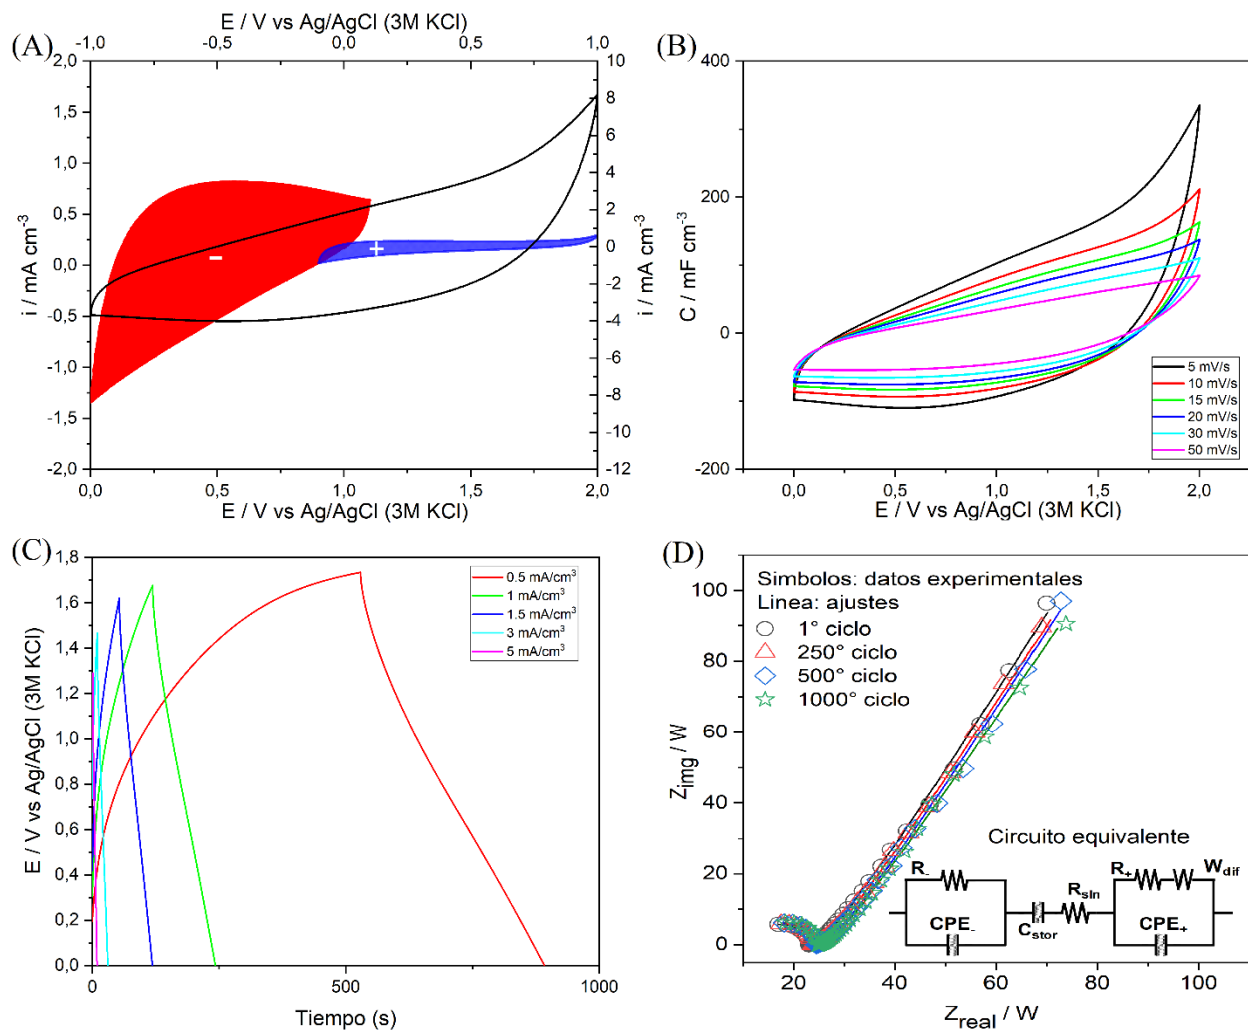 (A)
E / V vs Ag/AgCl (3M KCl)
-1,0 -0,5 0,0 0,5 1,0
2,0
1,5
1,0
0,5
0,0
-0,5
-1,0
-1,5
-2,0
i / mA cm-3
10
8
6
4
2
0
-2
-4
-6
-8
-10
-12
i / mA cm-3
- +
0,0 0,5 1,0 1,5 2,0
E / V vs Ag/AgCl (3M KCl)
(B)
400
200
0
-200
C / mF cm-3
5 mV/s
10 mV/s
15 mV/s
20 mV/s
30 mV/s
50 mV/s
0,0 0,5 1,0 1,5 2,0
E / V vs Ag/AgCl (3M KCl)
(C)
1,8
1,6
1,4
1,2
1,0
0,8
0,6
0,4
0,2
0,0
E / V vs Ag/AgCl (3M KCl)
0.5 mA/cm3
1 mA/cm3
1.5 mA/cm3
3 mA/cm3
5 mA/cm3
0 500 1000
Tiempo (s)
(D)
100
80
60
40
20
0
Zimg / W
Simbolos: datos experimentales
Linea: ajustes
1° ciclo
250° ciclo
500° ciclo
1000° ciclo
Circuito equivalente
R-
CPE-
Cstor
Rsln
R+
Wdif
CPE+
20 40 60 80 100
Zreal / W